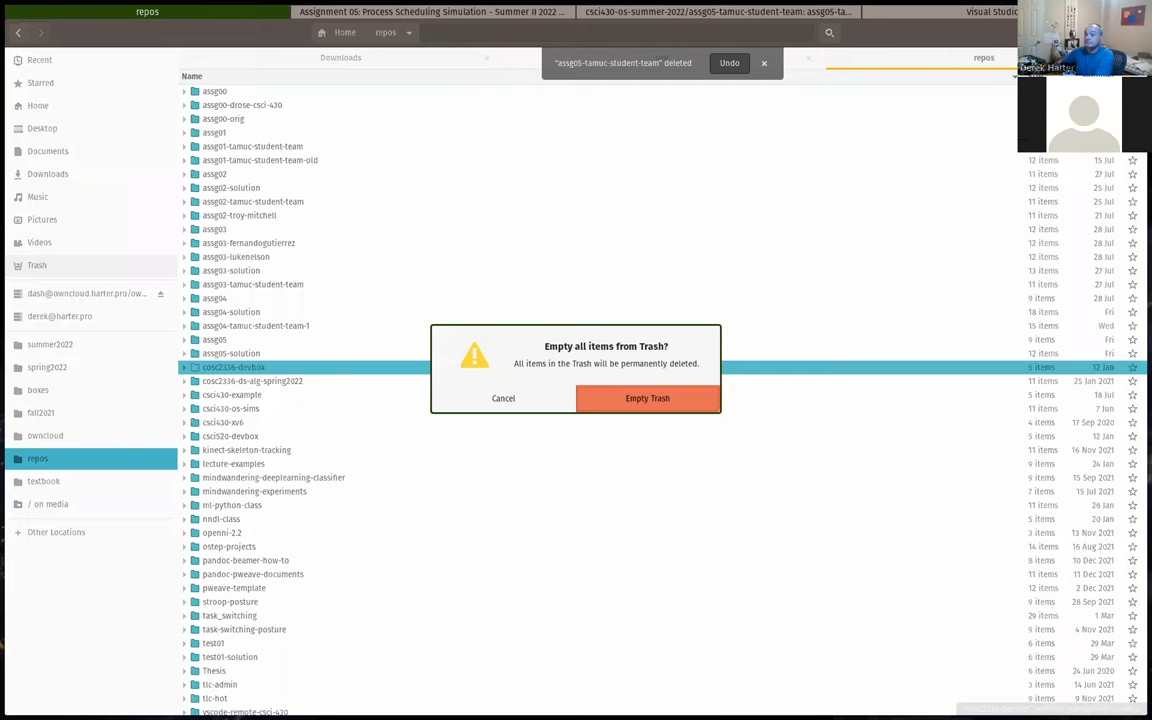 repos
Assignment 05: Process Scheduling Simulation - Summer II 2022 ...
csci430-os-summer-2022/assg05-tamuc-student-team: assg05-ta...
Visual Studio
Home repos
Downloads
"assg05-tamuc-student-team" deleted Undo
repos
Derek Harter
Recent
Starred
Home
Desktop
Documents
Downloads
Music
Pictures
Videos
Trash
dash@owncloud.harter.pro/ow...
derek@harter.pro
summer2022
spring2022
boxes
fall2021
owncloud
repos
textbook
/ on media
Other Locations
Name
assg00
assg00-drose-csci-430
assg00-orig
assg01
assg01-tamuc-student-team
assg01-tamuc-student-team-old 12 items 15 Jul
assg02 11 items 27 Jul
assg02-solution 12 items 25 Jul
assg02-tamuc-student-team 11 items 25 Jul
assg02-troy-mitchell 11 items 21 Jul
assg03 12 items 28 Jul
assg03-fernandogutierrez 12 items 28 Jul
assg03-lukenelson 12 items 28 Jul
assg03-solution 13 items 27 Jul
assg03-tamuc-student-team 11 items 27 Jul
assg04 9 items 28 Jul
assg04-solution 18 items Fri
assg04-tamuc-student-team-1 15 items Wed
assg05 9 items Fri
assg05-solution 12 items Fri
cosc2336-devbox 5 items 12 Jan
cosc2336-ds-alg-spring2022 11 items 25 Jan 2021
csci430-example 5 items 18 Jul
csci430-os-sims 11 items 7 Jun
csci430-xv6 4 items 17 Sep 2020
csci520-devbox 5 items 12 Jan
kinect-skeleton-tracking 9 items 16 Nov 2021
lecture-examples 9 items 24 Jan
mindwandering-deeplearning-classifier 9 items 15 Sep 2021
mindwandering-experiments 7 items 15 Jul 2021
ml-python-class 11 items 26 Jan
nndl-class 5 items 20 Jan
openni-2.2 3 items 13 Nov 2021
ostep-projects 14 items 16 Aug 2021
pandoc-beamer-how-to 8 items 10 Dec 2021
pandoc-pweave-documents 11 items 11 Dec 2021
pweave-template 12 items 2 Dec 2021
stroop-posture 9 items 28 Sep 2021
task_switching 29 items 1 Mar
task-switching-posture 9 items 4 Nov 2021
test01 9 items 29 Mar
test01-solution 9 items 29 Mar
Thesis 6 items 24 Jun 2020
tlc-admin 3 items 14 Jun 2021
tlc-hot 9 items 9 Nov 2021
vscode-remote-csci-430
Empty all items from Trash?
All items in the Trash will be permanently deleted.
Cancel Empty Trash